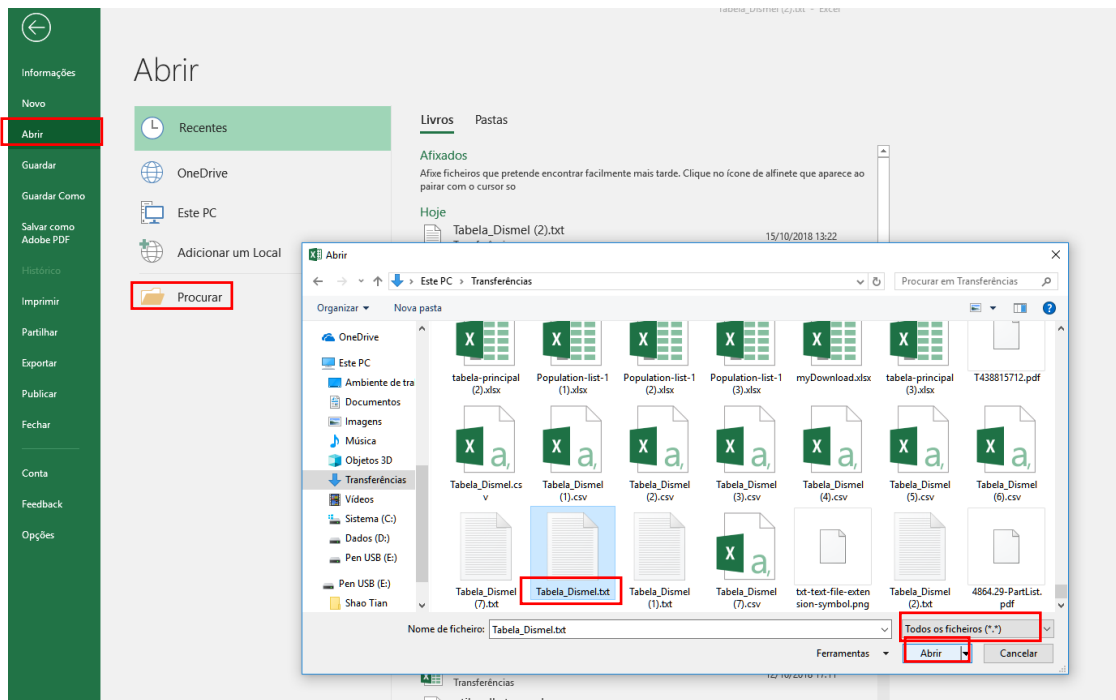 Tabela_Dismel (2).txt - Excel
Informações
Novo
Abrir
Guardar
Guardar Como
Salvar como
Adobe PDF
Histórico
Imprimir
Partilhar
Exportar
Publicar
Fechar
Conta
Feedback
Opções
Abrir
Recentes
OneDrive
Este PC
Adicionar um Local
Procurar
Livros Pastas
Afixados
Afixe ficheiros que pretende encontrar facilmente mais tarde. Clique no ícone de alfinete que aparece ao
pairar com o cursor so
Hoje
Tabela_Dismel (2).txt
15/10/2018 13:22
Abrir
Este PC > Transferências
Procurar em Transferências
Organizar
Nova pasta
OneDrive
Este PC
Ambiente de tra
Documentos
Imagens
Música
Objetos 3D
Transferências
Vídeos
Sistema (C:)
Dados (D:)
Pen USB (E:)
Pen USB (E:)
Shao Tian
tabela-principal
(2).xlsx
Population-list-1
(1).xlsx
Population-list-1
(2).xlsx
Population-list-1
(3).xlsx
myDownload.xlsx
tabela-principal
(3).xlsx
T438815712.pdf
Tabela_Dismel.cs
v
Tabela_Dismel
(1).csv
Tabela_Dismel
(2).csv
Tabela_Dismel
(3).csv
Tabela_Dismel
(4).csv
Tabela_Dismel
(5).csv
Tabela_Dismel
(6).csv
Tabela_Dismel
(7).txt
Tabela_Dismel.txt
Tabela_Dismel
(1).txt
Tabela_Dismel
(7).csv
txt-text-file-exten
sion-symbol.png
Tabela_Dismel
(2).txt
4864.29-PartList.
pdf
Nome de ficheiro: Tabela_Dismel.txt
Todos os ficheiros (*.*)
Ferramentas
Abrir
Cancelar
Transferências
12/10/2018 17:11